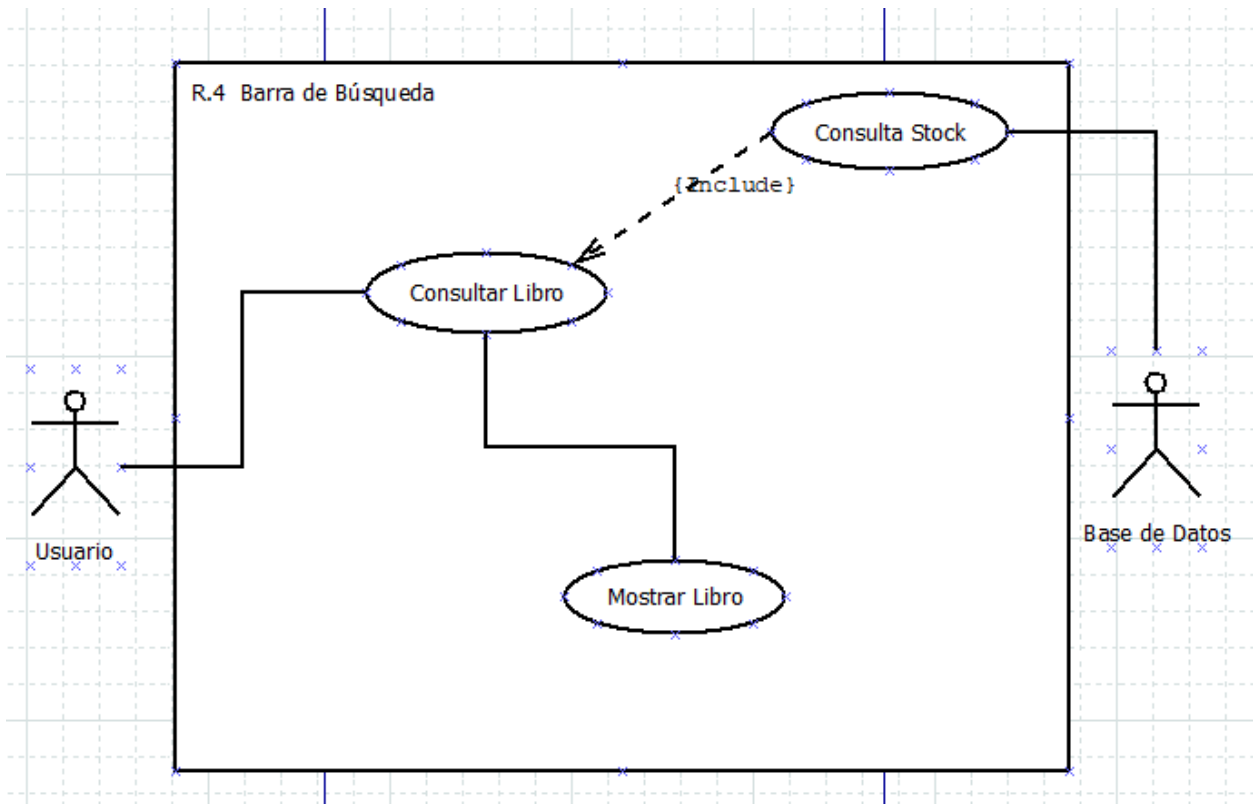 R.4 Barra de Búsqueda
Consulta Stock
{Include}
Consultar Libro
Usuario
Base de Datos
Mostrar Libro